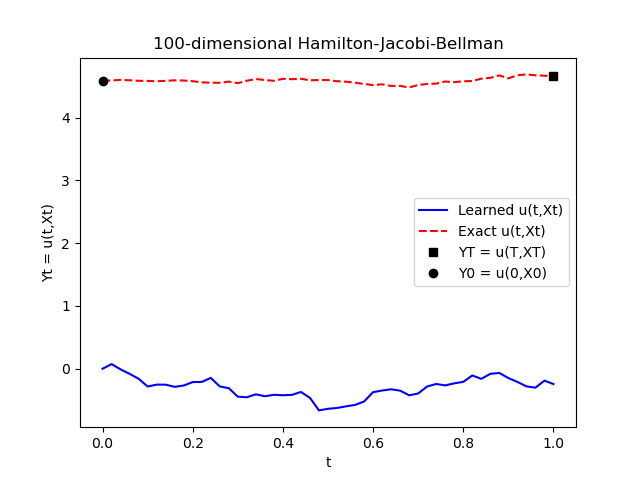 100-dimensional Hamilton-Jacobi-Bellman
Yt = u(t,Xt)
4
3
2
1
0
Learned u(t,Xt)
Exact u(t,Xt)
YT = u(T,XT)
Y0 = u(0,X0)
0.0 0.2 0.4 0.6 0.8 1.0
t